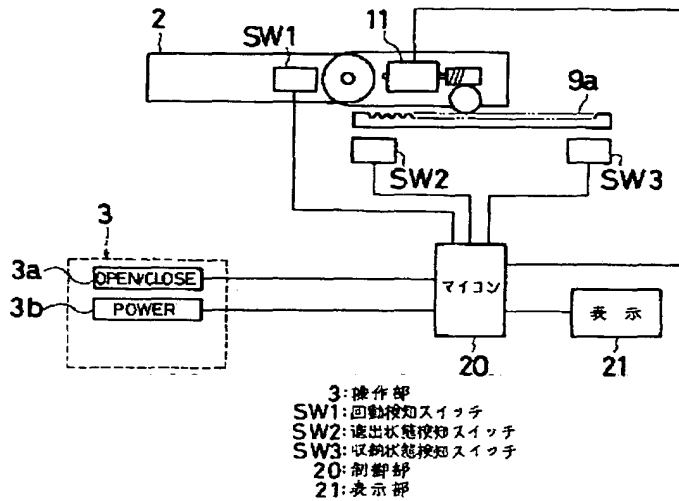 2
SW1
11
9a
SW2
SW3
3
3a OPEN/CLOSE
3b POWER
マイコン
表示
20
21
3:操作部
SW1:回動検知スイッチ
SW2:進出状態検知スイッチ
SW3:収納状態検知スイッチ
20:制御部
21:表示部